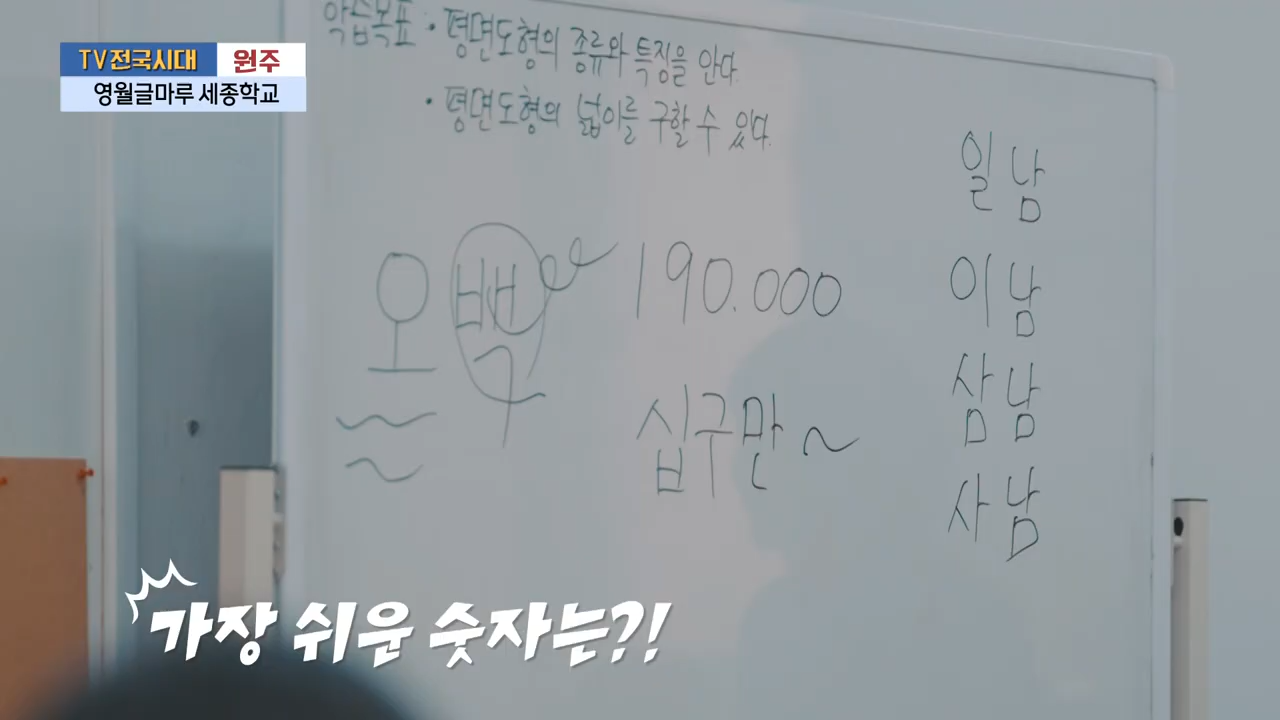 TV전국시대 원주
영월글마루 세종학교
학습목표 · 평면도형의 종류와 특징을 안다
· 평면도형의 넓이를 구할 수 있다.
오백
구
190.000
십구만~
일남
이남
삼남
사남
가장 쉬운 숫자는?!